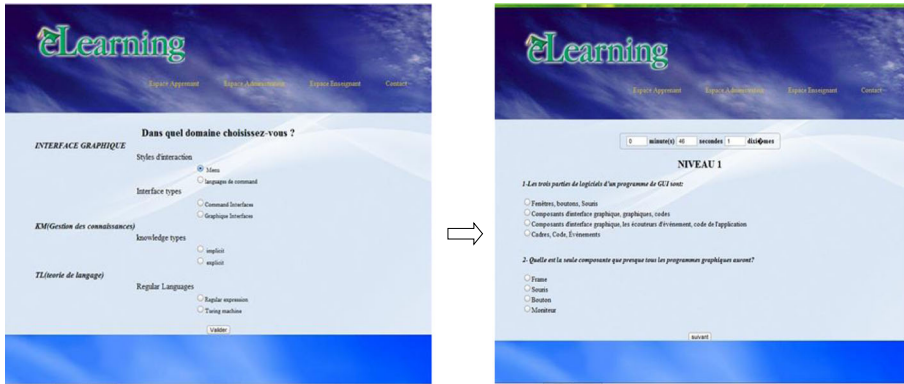 eLearning
Espace Apprenant Espace Administrateur Espace Enseignant Contact
Dans quel domaine choisissez-vous ?
INTERFACE GRAPHIQUE
Styles d'interaction
Menu
languages de command
Interface types
Command Interfaces
Graphique Interfaces
KM(Gestion des connaissances)
knowledge types
implicit
explicit
TL(teorie de langage)
Regular Languages
Regular expression
Turing machine
Valider
eLearning
Espace Apprenant Espace Administrateur Espace Enseignant Contact
0 minute(s) 46 secondes 1 dixi�mes
NIVEAU 1
1-Les trois parties de logiciels d'un programme de GUI sont:
Fenêtres, boutons, Souris
Composants d'interface graphique, graphiques, codes
Composants d'interface graphique, les écouteurs d'événement, code de l'application
Cadres, Code, Événements
2- Quelle est la seule composante que presque tous les programmes graphiques auront?
Frame
Souris
Bouton
Moniteur
suivant